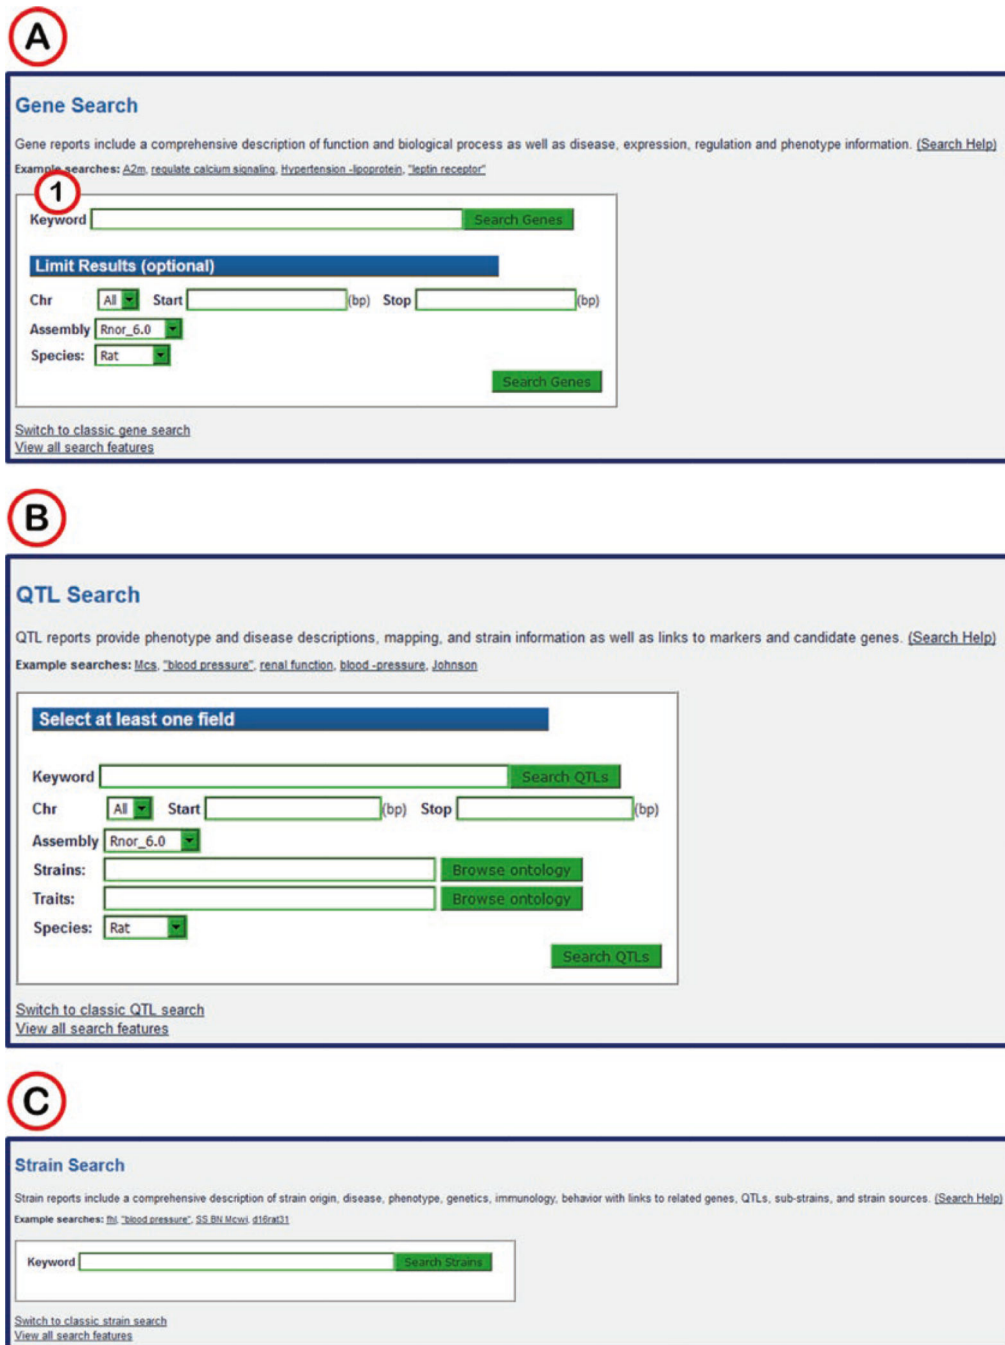 A
Gene Search
Gene reports include a comprehensive description of function and biological process as well as disease, expression, regulation and phenotype information. (Search Help)
Example searches: A2m, regulate calcium signaling, Hypertension -lipoprotein, "leptin receptor"
1
Keyword Search Genes
Limit Results (optional)
Chr All Start (bp) Stop (bp)
Assembly Rnor_6.0
Species: Rat
Search Genes
Switch to classic gene search
View all search features
B
QTL Search
QTL reports provide phenotype and disease descriptions, mapping, and strain information as well as links to markers and candidate genes. (Search Help)
Example searches: Mcs, "blood pressure", renal function, blood -pressure, Johnson
Select at least one field
Keyword Search QTLs
Chr All Start (bp) Stop (bp)
Assembly Rnor_6.0
Strains: Browse ontology
Traits: Browse ontology
Species: Rat
Search QTLs
Switch to classic QTL search
View all search features
C
Strain Search
Strain reports include a comprehensive description of strain origin, disease, phenotype, genetics, immunology, behavior with links to related genes, QTLs, sub-strains, and strain sources. (Search Help)
Example searches: fhl, "blood pressure", SS BN Mcwi, d16rat31
Keyword Search Strains
Switch to classic strain search
View all search features